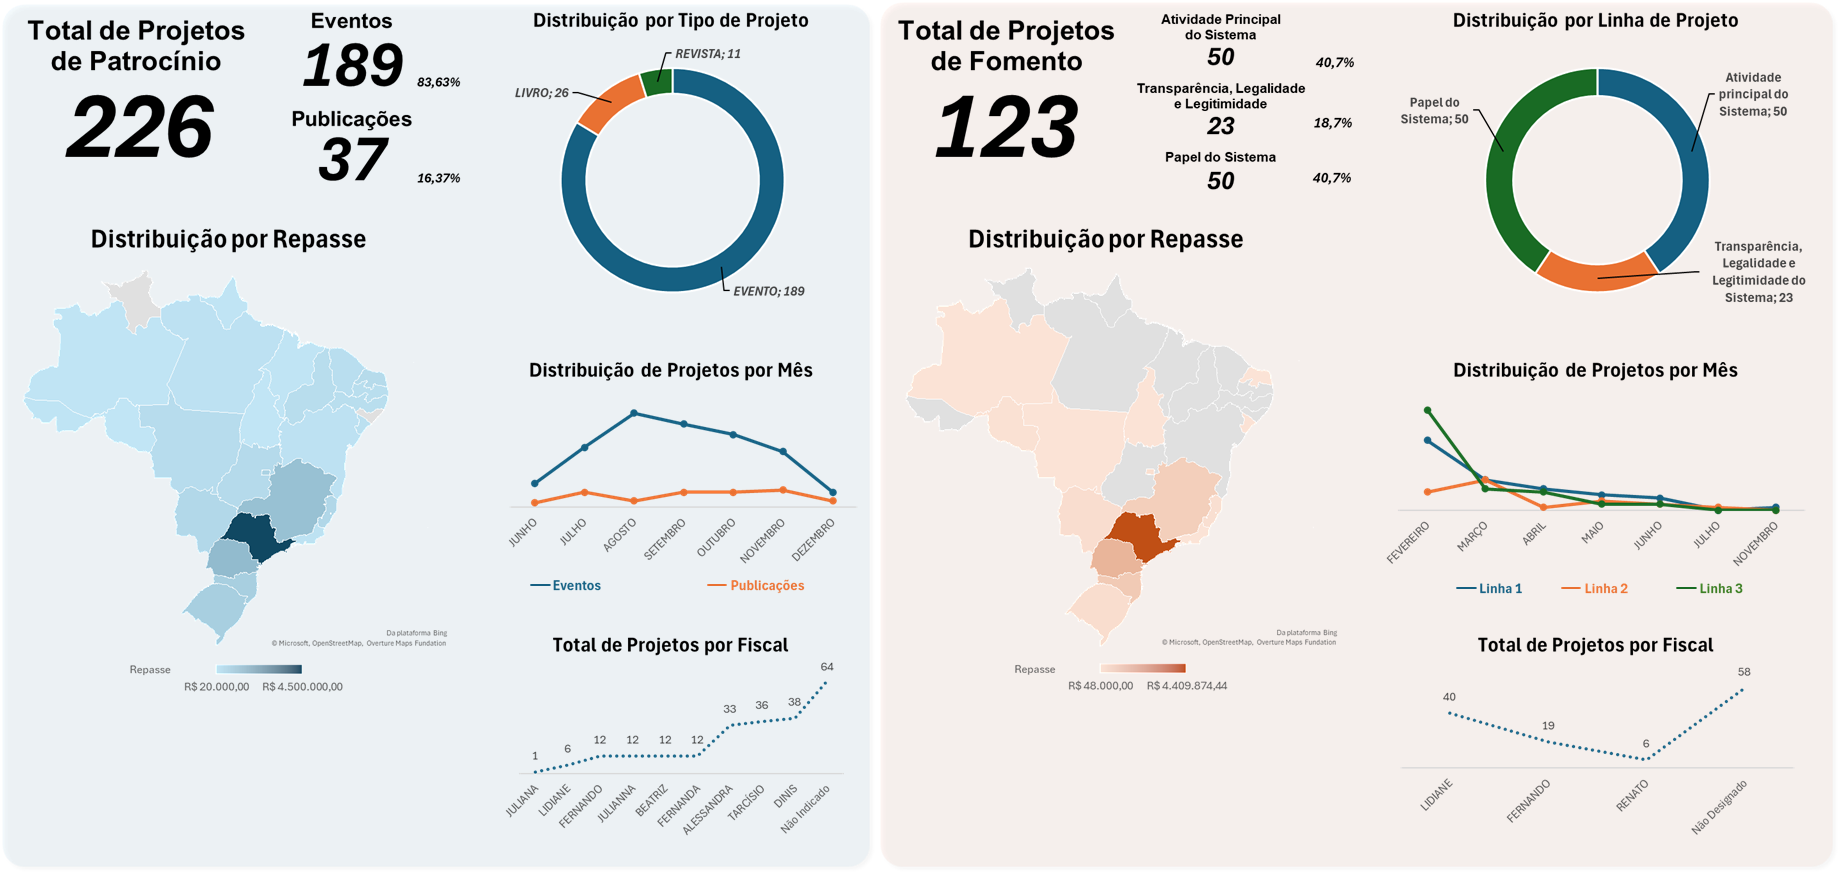 Total de Projetos
de Patrocínio
226
Eventos
189
83,63%
Publicações
37
16,37%
Distribuição por Tipo de Projeto
REVISTA; 11
LIVRO; 26
EVENTO; 189
Distribuição por Repasse
Da plataforma Bing
© Microsoft, OpenStreetMap, Overture Maps Fundation
Repasse
R$ 20.000,00
R$ 4.500.000,00
Distribuição de Projetos por Mês
JUNHO
JULHO
AGOSTO
SETEMBRO
OUTUBRO
NOVEMBRO
DEZEMBRO
Eventos
Publicações
Total de Projetos por Fiscal
1
6
12
12
12
12
33
36
38
64
JULIANA
LIDIANE
FERNANDO
JULIANNA
BEATRIZ
FERNANDA
ALESSANDRA
TARCÍSIO
DINIS
Não Indicado
Total de Projetos
de Fomento
123
Atividade Principal
do Sistema
50
40,7%
Transparência, Legalidade
e Legitimidade
23
18,7%
Papel do Sistema
50
40,7%
Distribuição por Linha de Projeto
Atividade
principal do
Sistema; 50
Papel do
Sistema; 50
Transparência,
Legalidade e
Legitimidade do
Sistema; 23
Distribuição por Repasse
Da plataforma Bing
© Microsoft, OpenStreetMap, Overture Maps Fundation
Repasse
R$ 48.000,00
R$ 4.409.874,44
Distribuição de Projetos por Mês
FEVEREIRO
MARÇO
ABRIL
MAIO
JUNHO
JULHO
NOVEMBRO
Linha 1
Linha 2
Linha 3
Total de Projetos por Fiscal
40
19
6
58
LIDIANE
FERNANDO
RENATO
Não Designado